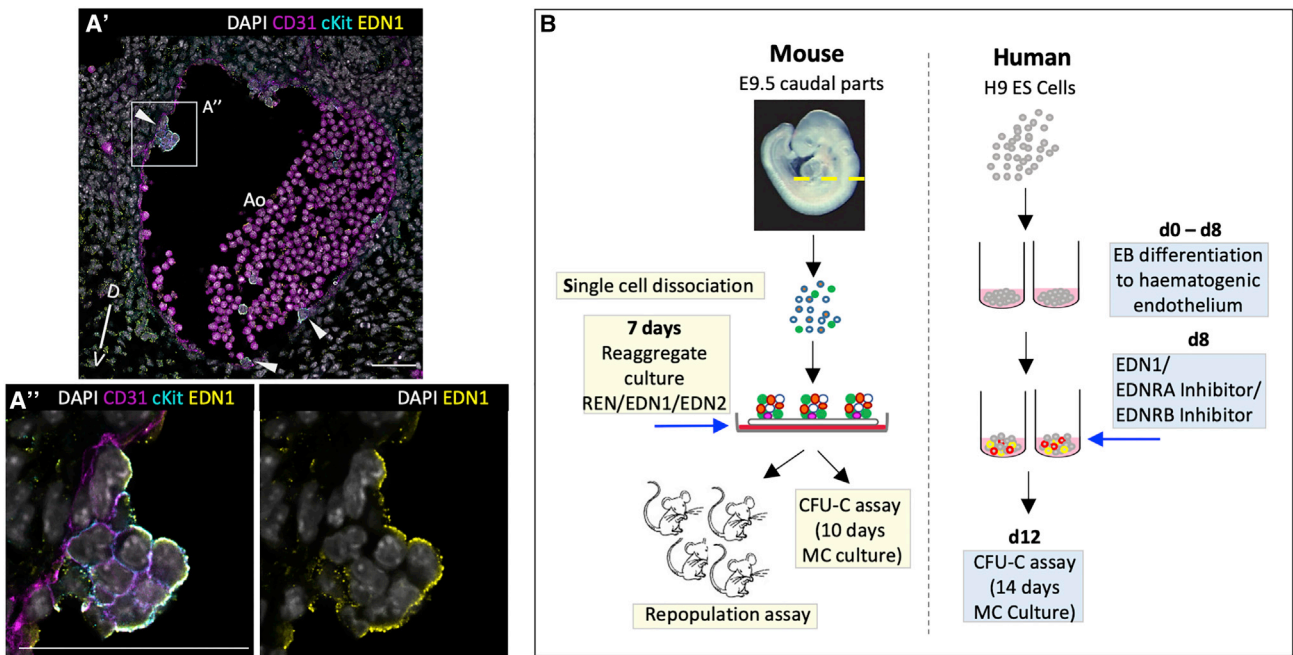 A'
DAPI CD31 cKit EDN1
A''
Ao
D
V
A''
DAPI CD31 cKit EDN1
DAPI EDN1
B
Mouse
E9.5 caudal parts
Single cell dissociation
7 days
Reaggregate
culture
REN/EDN1/EDN2
CFU-C assay
(10 days
MC culture)
Repopulation assay
Human
H9 ES Cells
d0 – d8
EB differentiation
to haematogenic
endothelium
d8
EDN1/
EDNRA Inhibitor/
EDNRB Inhibitor
d12
CFU-C assay
(14 days
MC Culture)